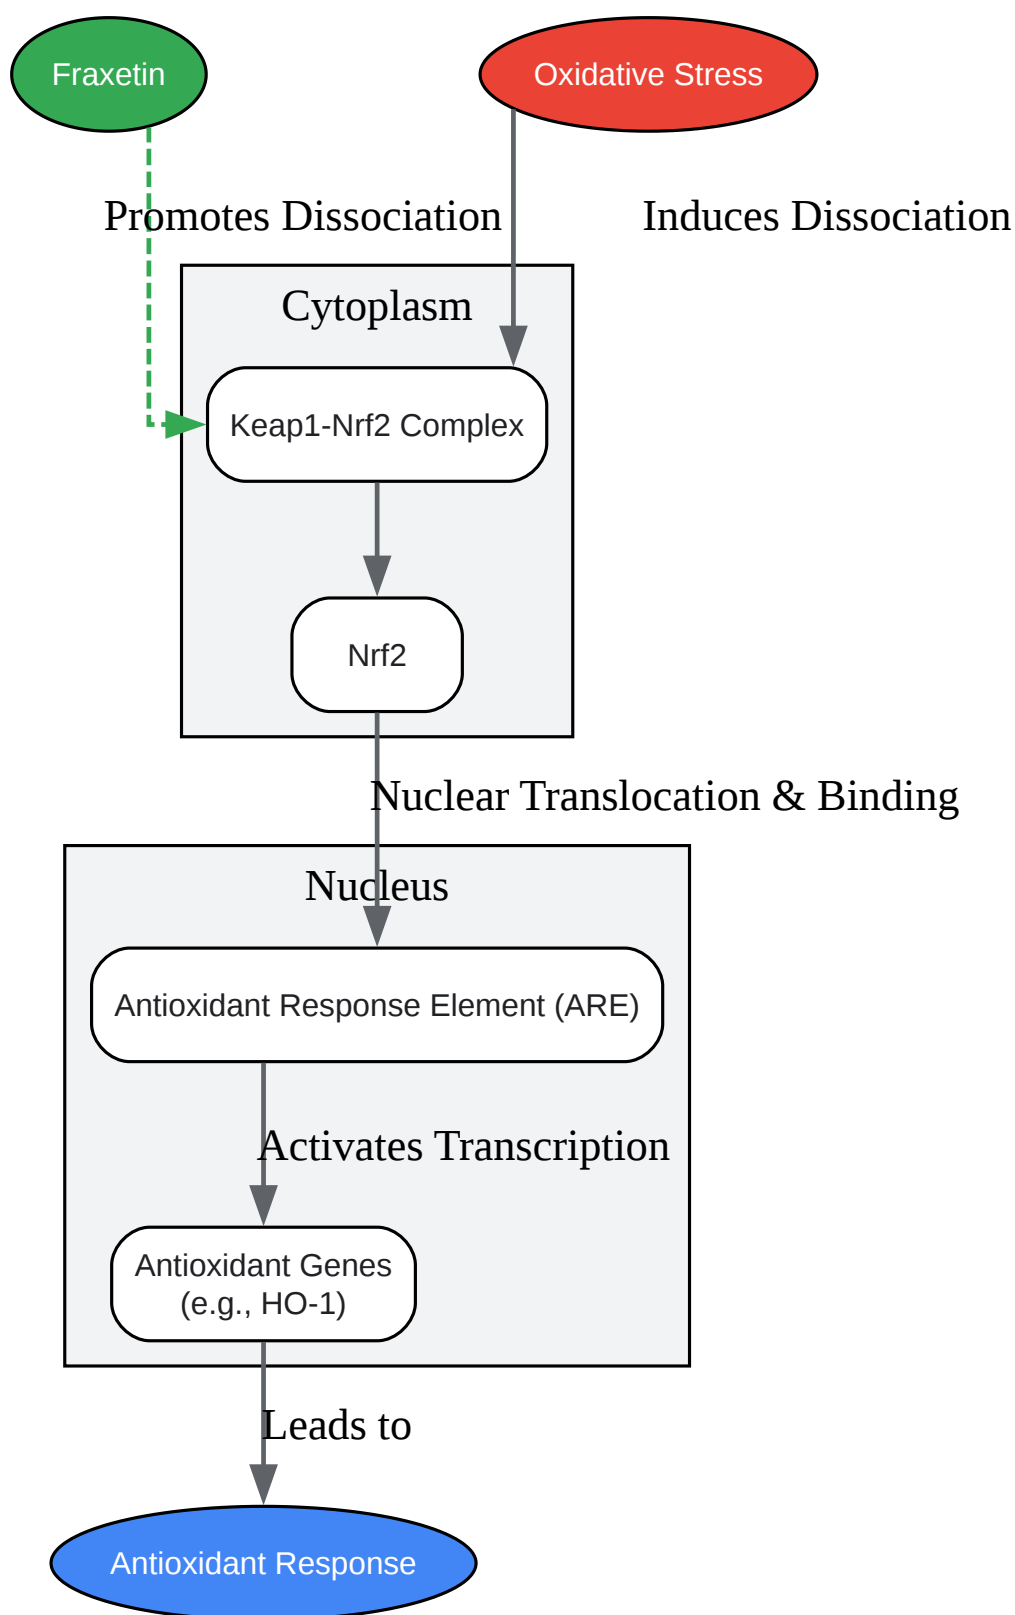 Fraxetin
Oxidative Stress
Promotes Dissociation
Induces Dissociation
Cytoplasm
Keap1-Nrf2 Complex
Nrf2
Nuclear Translocation & Binding
Nucleus
Antioxidant Response Element (ARE)
Activates Transcription
Antioxidant Genes
(e.g., HO-1)
Leads to
Antioxidant Response